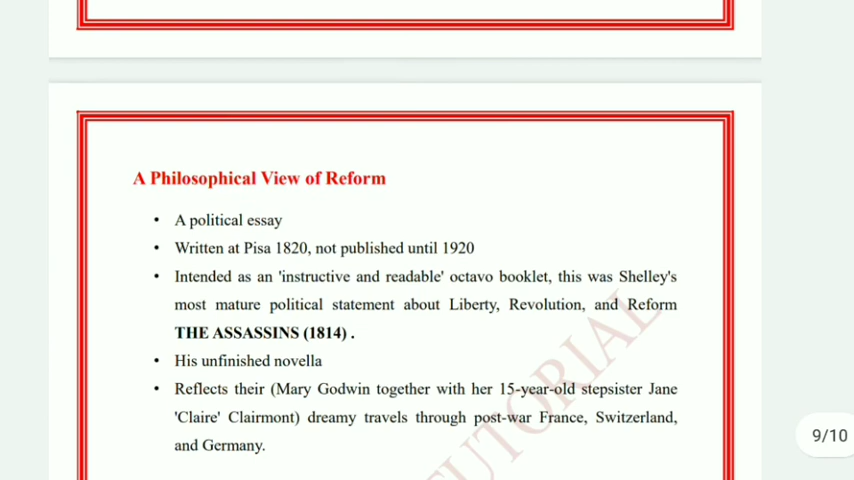 A Philosophical View of Reform
• A political essay
• Written at Pisa 1820, not published until 1920
• Intended as an 'instructive and readable' octavo booklet, this was Shelley's
most mature political statement about Liberty, Revolution, and Reform
THE ASSASSINS (1814) .
• His unfinished novella
• Reflects their (Mary Godwin together with her 15-year-old stepsister Jane
'Claire' Clairmont) dreamy travels through post-war France, Switzerland,
and Germany.
TUTORIAL
9/10